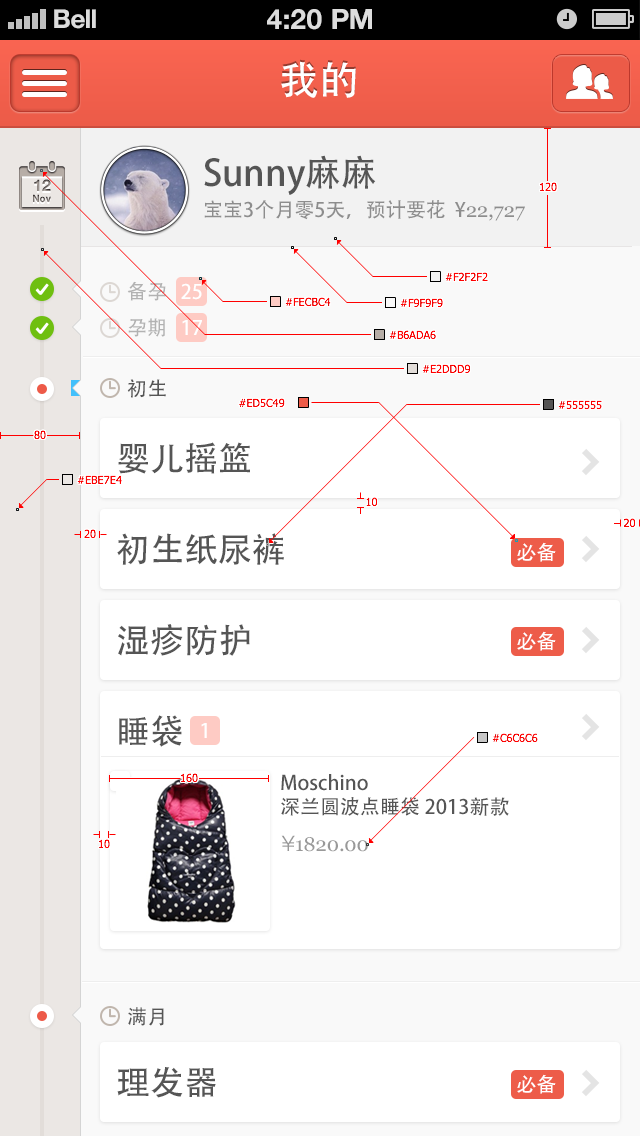 Bell 4:20 PM
我的
12
Nov
Sunny麻麻
宝宝3个月零5天，预计要花 ¥22,727
120
#F2F2F2
备孕 25
#FECBC4
#F9F9F9
孕期 17
#B6ADA6
#E2DDD9
初生
#ED5C49
#555555
80
婴儿摇篮
#EBE7E4
10
20
20
初生纸尿裤
必备
湿疹防护
必备
睡袋 1
#C6C6C6
160
Moschino
深兰圆波点睡袋 2013新款
10
¥1820.00
满月
理发器
必备